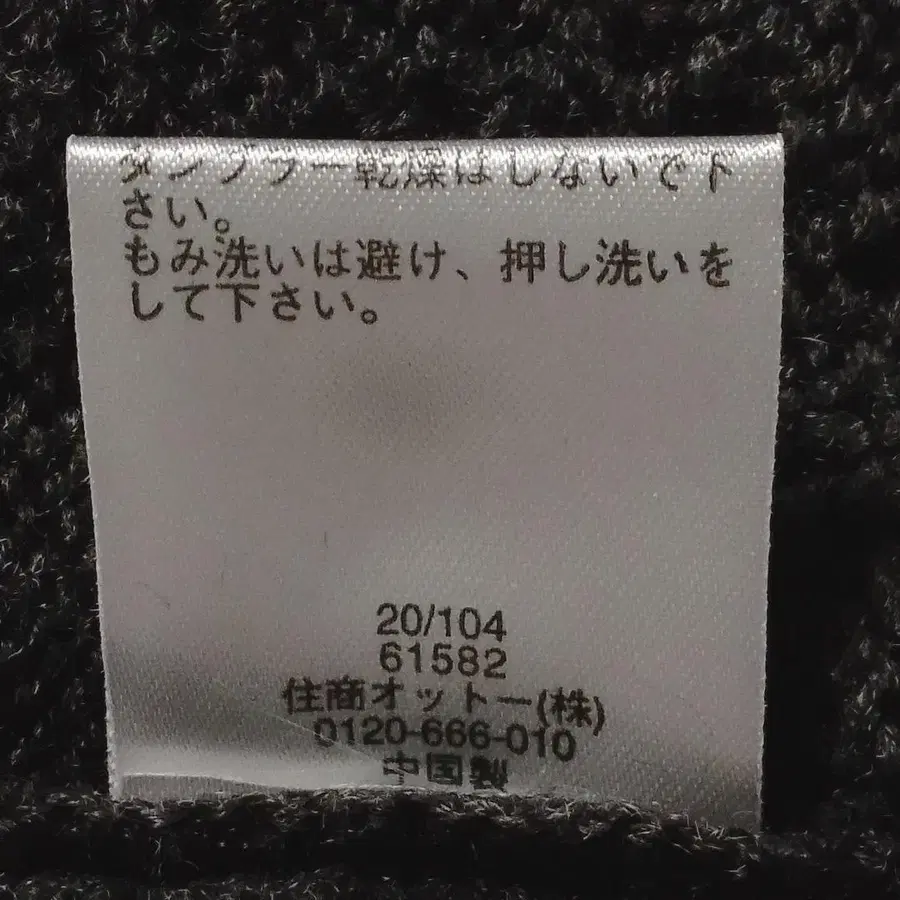 タンブラー乾燥はしないで下
さい。
もみ洗いは避け、押し洗いを
して下さい。
20/104
61582
住商オットー(株)
0120-666-010
中国製